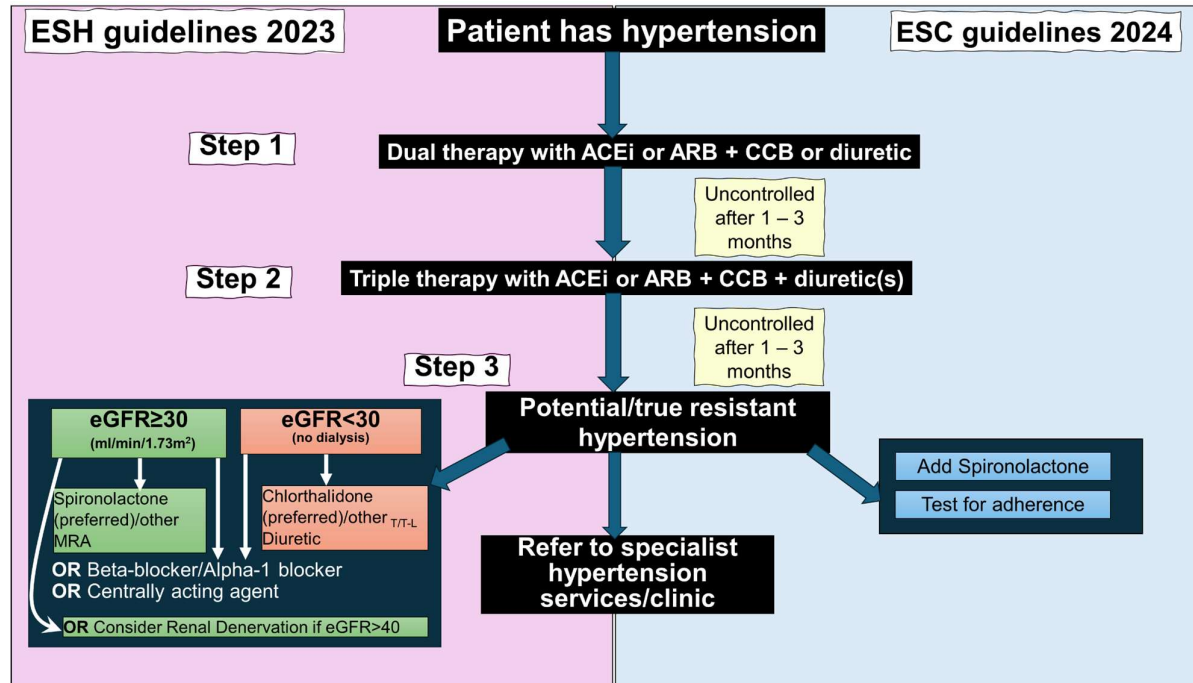 ESH guidelines 2023
Patient has hypertension
ESC guidelines 2024
Step 1
Dual therapy with ACEi or ARB + CCB or diuretic
Uncontrolled
after 1 – 3
months
Step 2
Triple therapy with ACEi or ARB + CCB + diuretic(s)
Uncontrolled
after 1 – 3
months
Step 3
Potential/true resistant
hypertension
eGFR≥30
(ml/min/1.73m²)
eGFR<30
(no dialysis)
Spironolactone
(preferred)/other
MRA
Chlorthalidone
(preferred)/other T/T-L
Diuretic
OR Beta-blocker/Alpha-1 blocker
OR Centrally acting agent
OR Consider Renal Denervation if eGFR>40
Refer to specialist
hypertension
services/clinic
Add Spironolactone
Test for adherence